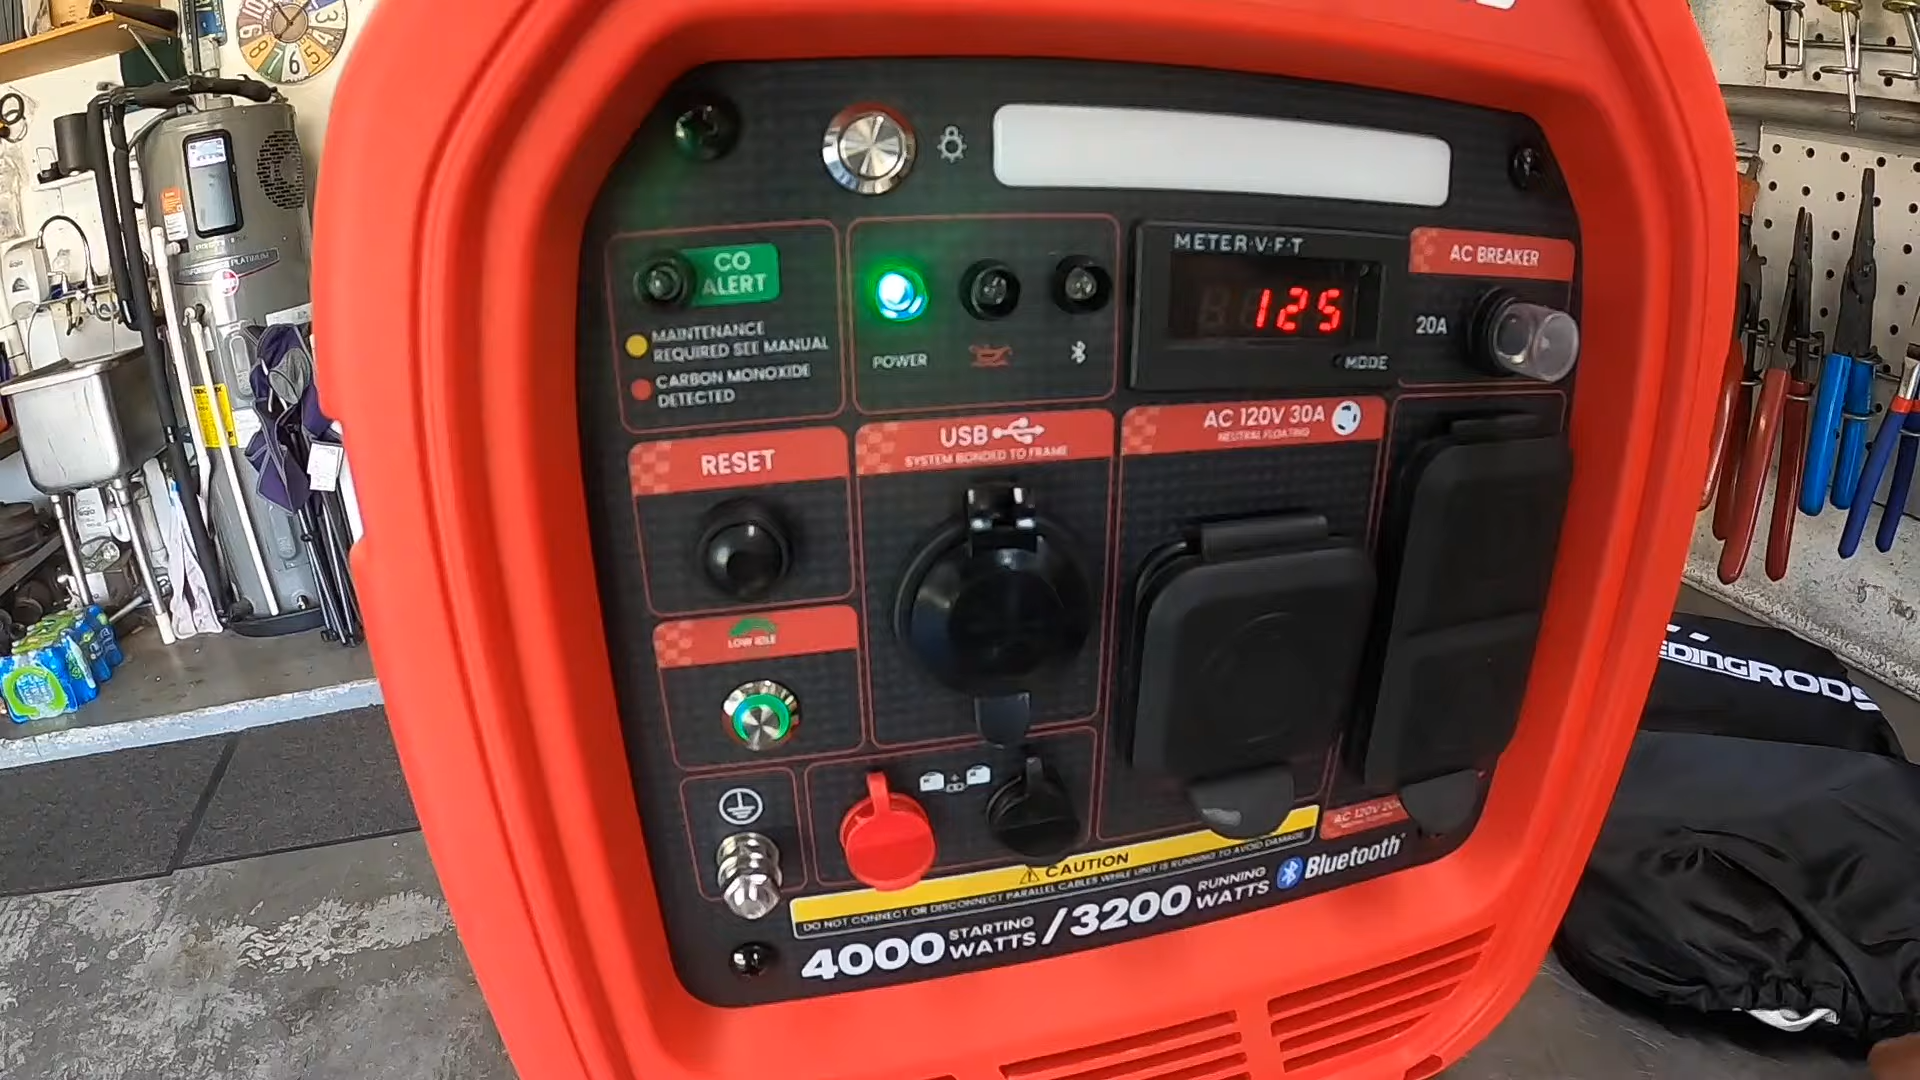 METER·V·F·T
125
MODE
AC BREAKER
20A
CO
ALERT
MAINTENANCE
REQUIRED SEE MANUAL
CARBON MONOXIDE
DETECTED
POWER
RESET
USB
SYSTEM BONDED TO FRAME
AC 120V 30A
NEUTRAL FLOATING
LOW IDLE
AC 120V 20A
CAUTION
DO NOT CONNECT OR DISCONNECT PARALLEL CABLES WHILE UNIT IS RUNNING TO AVOID DAMAGE
4000 STARTING WATTS / 3200 RUNNING WATTS
Bluetooth
EDINGRODS